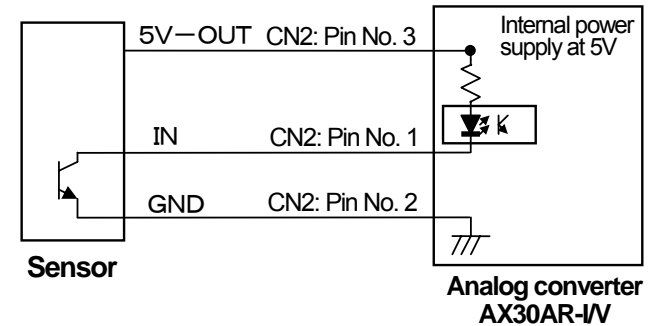 5V－OUT CN2: Pin No. 3
Internal power
supply at 5V
IN CN2: Pin No. 1
GND CN2: Pin No. 2
Sensor
Analog converter
AX30AR-I/V